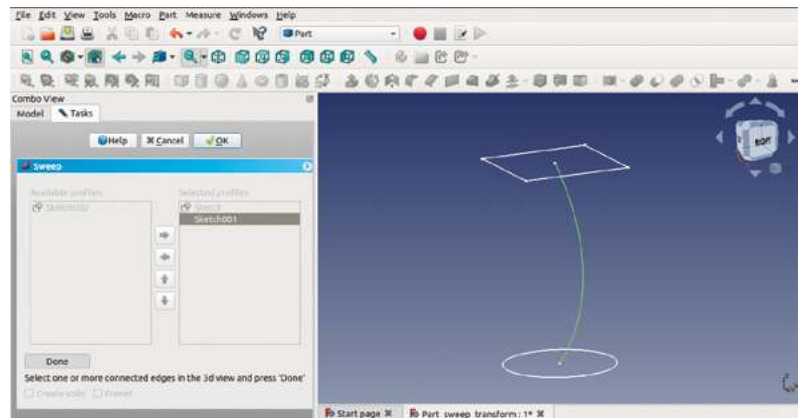 File Edit View Tools Macro Part Measure Windows Help
Part
Combo View
Model Tasks
Help Cancel OK
Sweep
Available profiles Selected profiles
Sketch002 Sketch
Sketch001
Done
Select one or more connected edges in the 3d view and press 'Done'
Create solid Frenet
RIGHT
Start page Part_sweep_transform : 1*